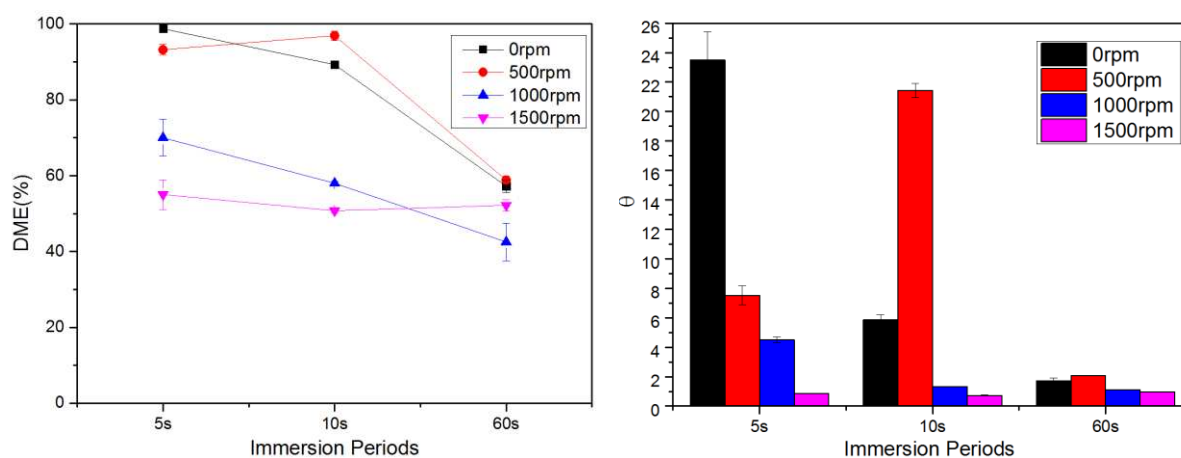 100
80
60
40
20
0
DME(%)
0rpm
500rpm
1000rpm
1500rpm
5s
10s
60s
Immersion Periods
26
24
22
20
18
16
14
12
10
8
6
4
2
0
θ
0rpm
500rpm
1000rpm
1500rpm
5s
10s
60s
Immersion Periods